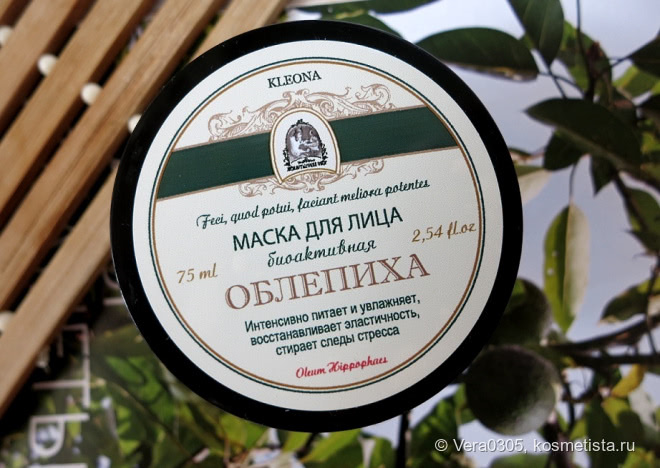 KLEONA
Feci, quod potui, faciant meliora potentes
МАСКА ДЛЯ ЛИЦА
биоактивная
75 ml
2,54 fl.oz
ОБЛЕПИХА
Интенсивно питает и увлажняет,
восстанавливает эластичность,
стирает следы стресса
Oleum Hippophaes
© Vera0305, kosmetista.ru